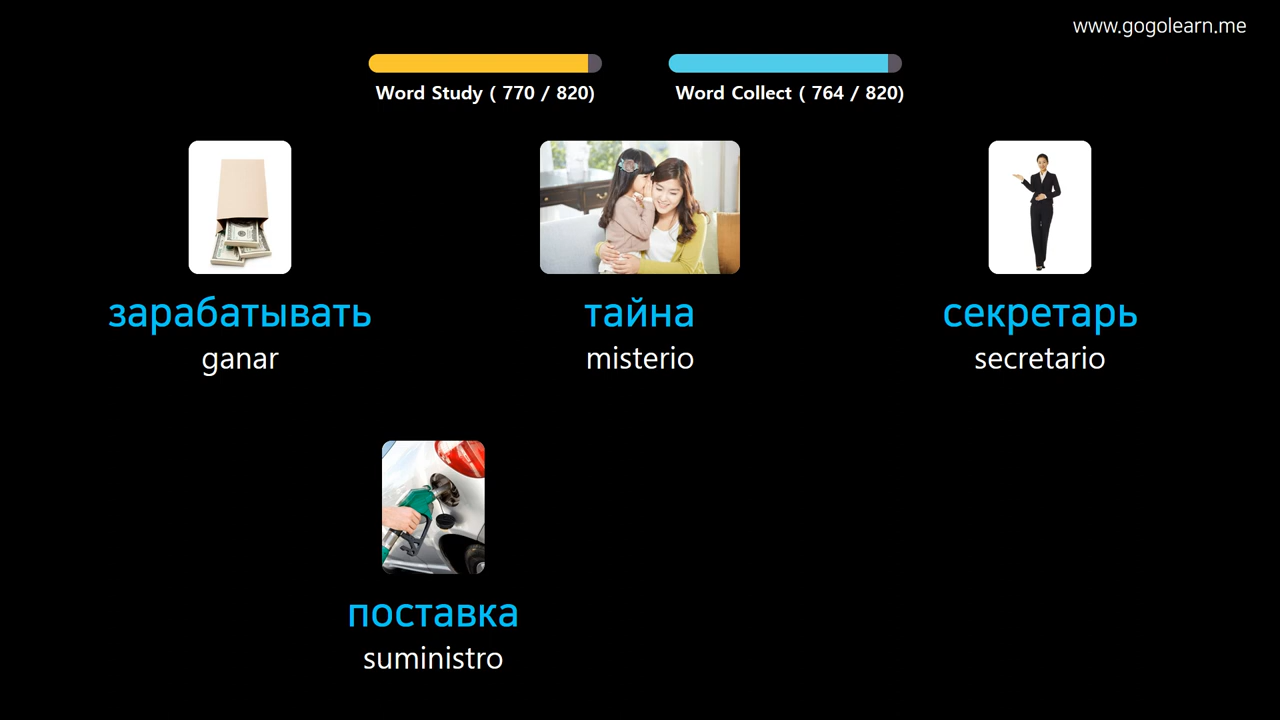 www.gogolearn.me
Word Study ( 770 / 820)
Word Collect ( 764 / 820)
зарабатывать
ganar
тайна
misterio
секретарь
secretario
поставка
suministro